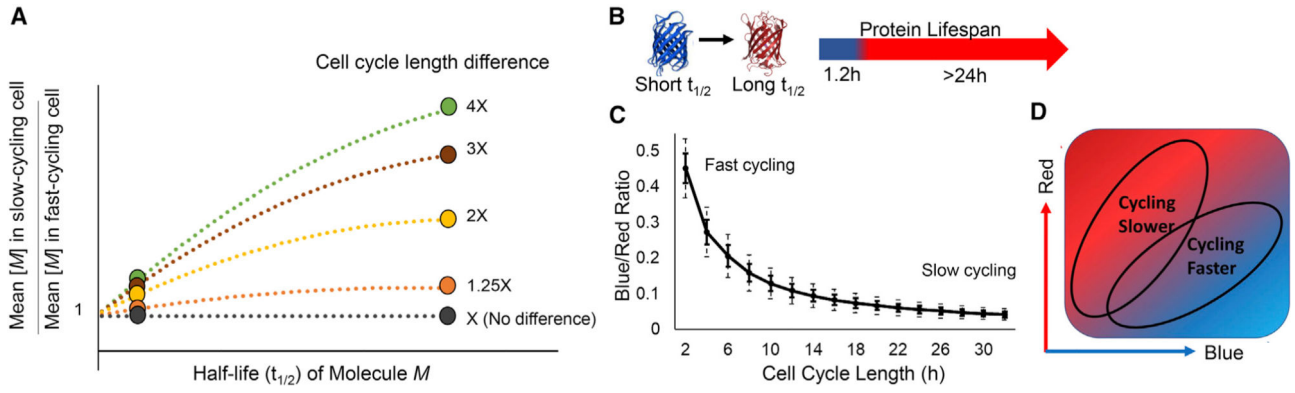 A
Cell cycle length difference
Mean [M] in slow-cycling cell
Mean [M] in fast-cycling cell
4X
3X
2X
1.25X
X (No difference)
1
Half-life (t1/2) of Molecule M
B
Short t1/2
Long t1/2
Protein Lifespan
1.2h
>24h
C
Blue/Red Ratio
0.5
0.4
0.3
0.2
0.1
0
Fast cycling
Slow cycling
2 6 10 14 18 22 26 30
Cell Cycle Length (h)
D
Red
Cycling
Slower
Cycling
Faster
Blue